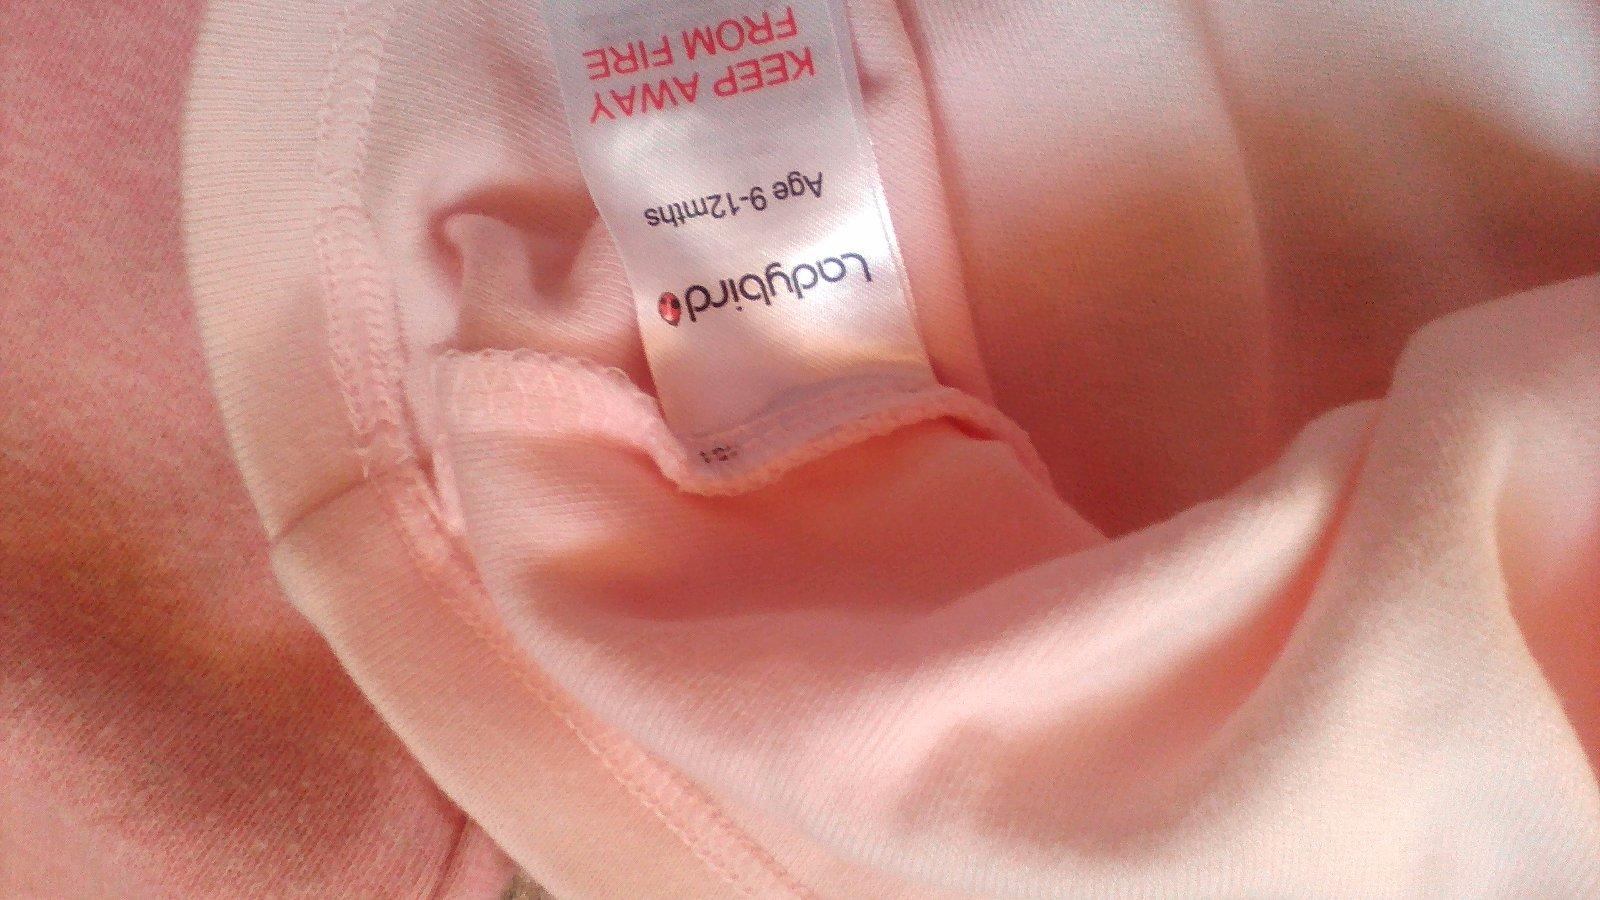 Ladybird
Age 9-12mths
KEEP AWAY
FROM FIRE